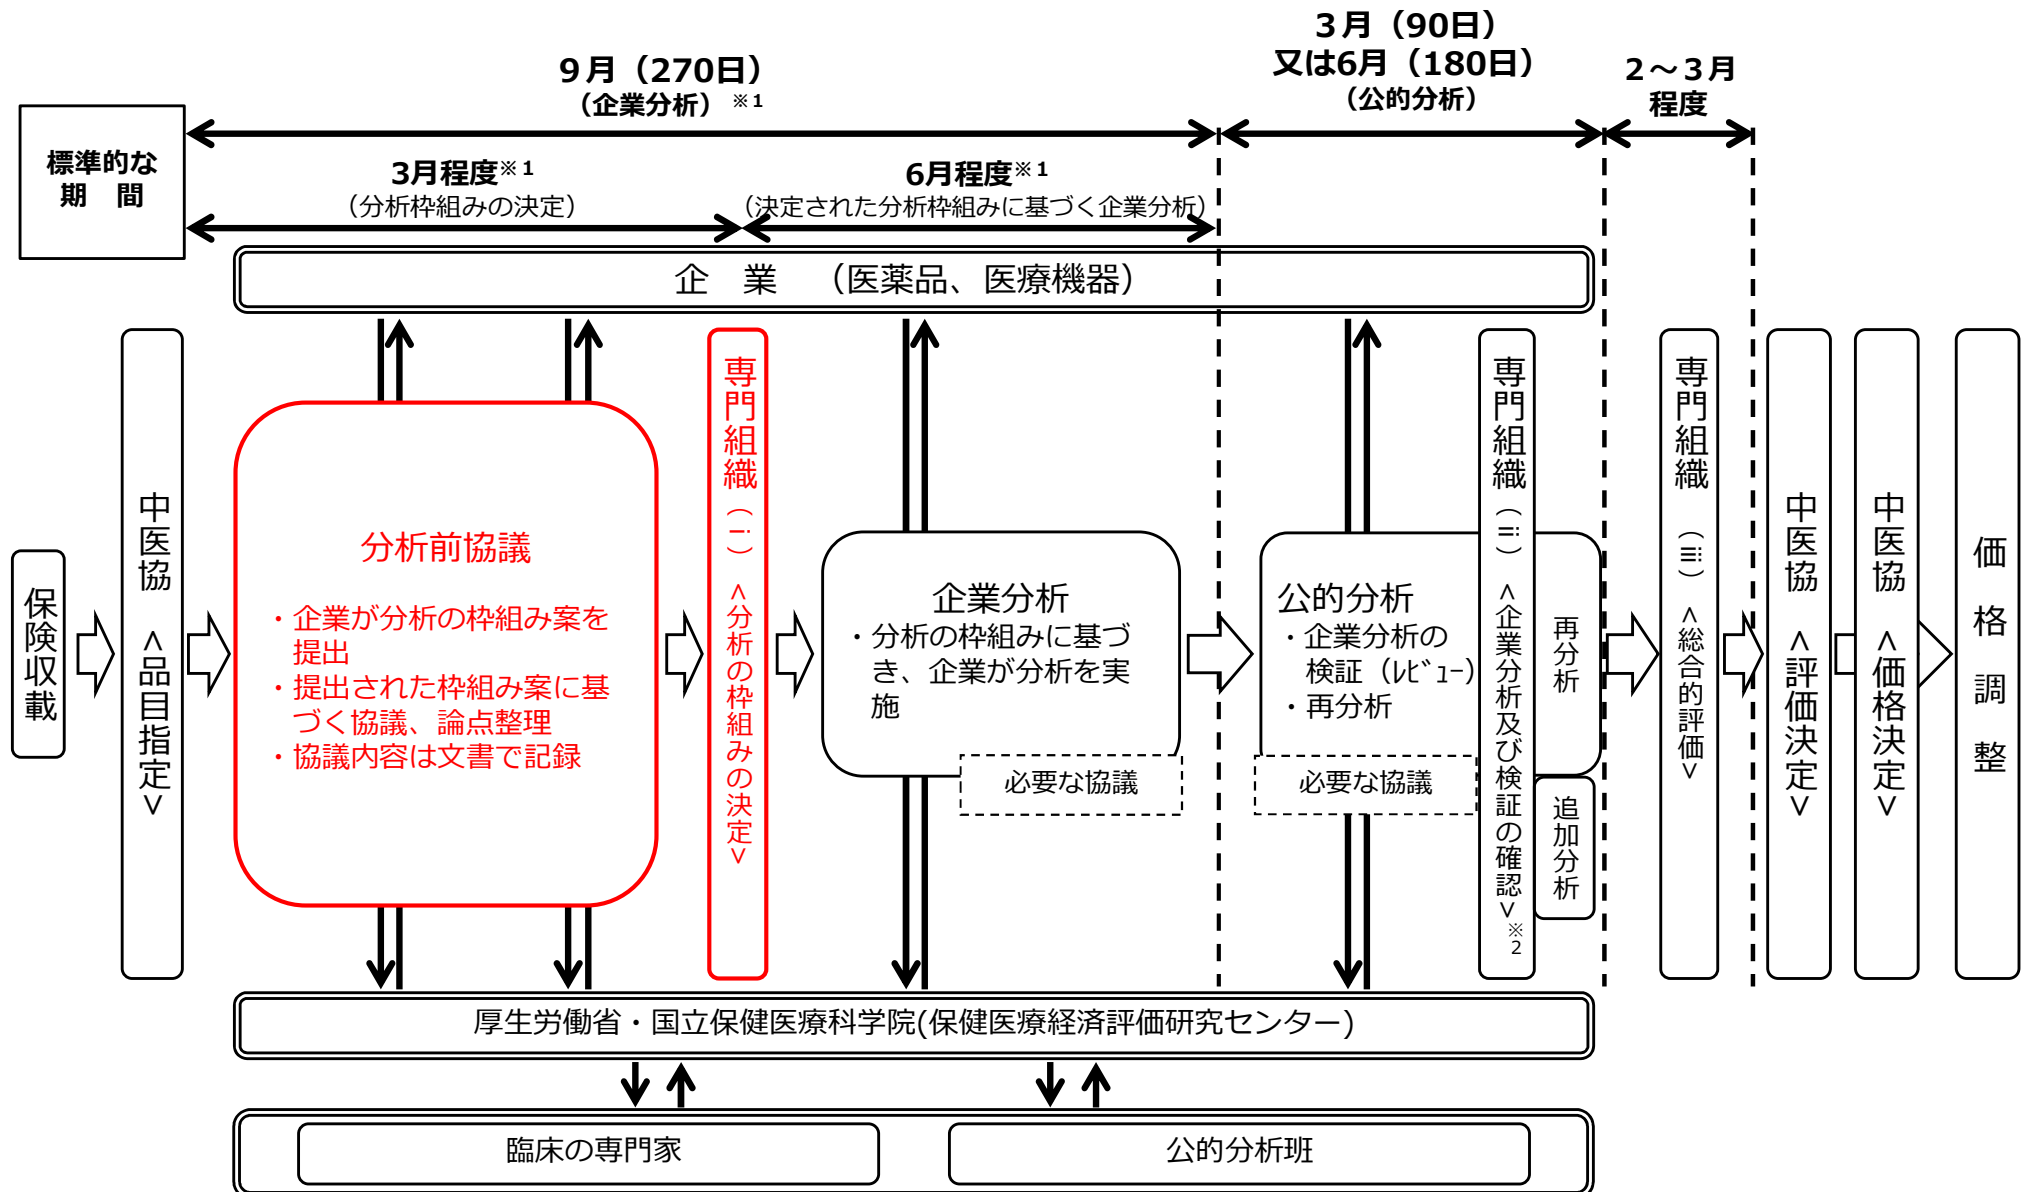 9月（270日）
（企業分析）※1
3月（90日）
又は6月（180日）
（公的分析）
2～3月
程度
標準的な
期　間
3月程度※1
（分析枠組みの決定）
6月程度※1
（決定された分析枠組みに基づく企業分析）
企　業　（医薬品、医療機器）
保険収載
中医協　<品目指定>
分析前協議
・企業が分析の枠組み案を
提出
・提出された枠組み案に基
づく協議、論点整理
・協議内容は文書で記録
専門組織（ⅰ）<分析の枠組みの決定>
企業分析
・分析の枠組みに基づ
き、企業が分析を実
施
必要な協議
公的分析
・企業分析の
検証（ﾚﾋﾞｭｰ）
・再分析
必要な協議
専門組織（ⅱ）<企業分析及び検証の確認>※2
再分析
追加分析
専門組織　（ⅲ）<総合的評価>
中医協　<評価決定>
中医協　<価格決定>
価格調整
厚生労働省・国立保健医療科学院(保健医療経済評価研究センター)
臨床の専門家
公的分析班